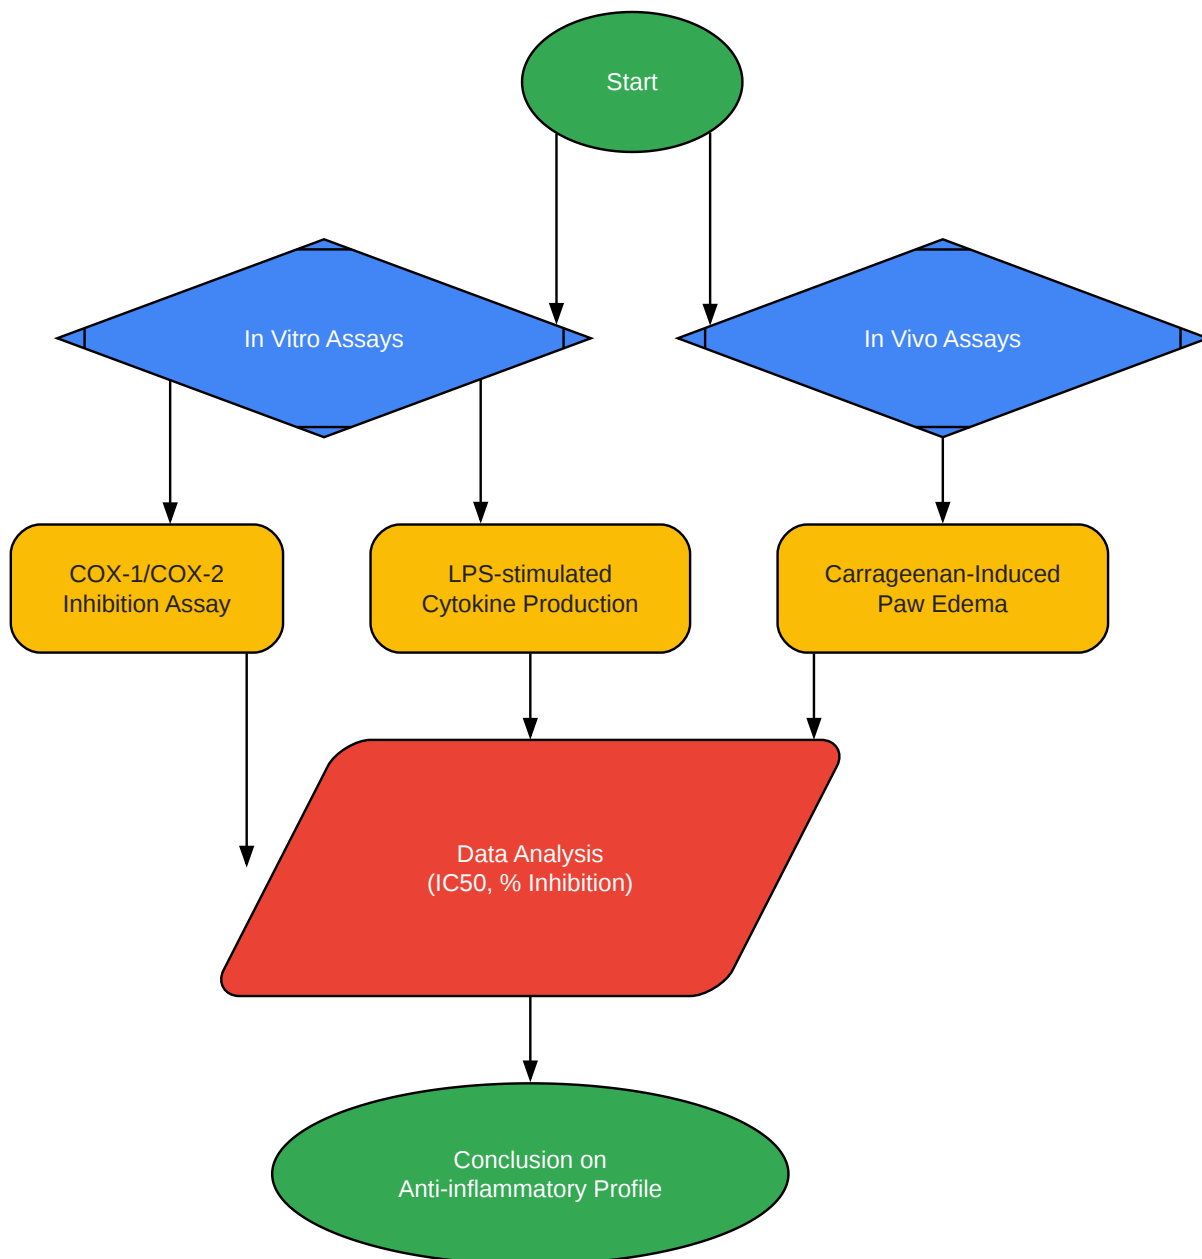 Start
In Vitro Assays
In Vivo Assays
COX-1/COX-2
Inhibition Assay
LPS-stimulated
Cytokine Production
Carrageenan-Induced
Paw Edema
Data Analysis
(IC50, % Inhibition)
Conclusion on
Anti-inflammatory Profile